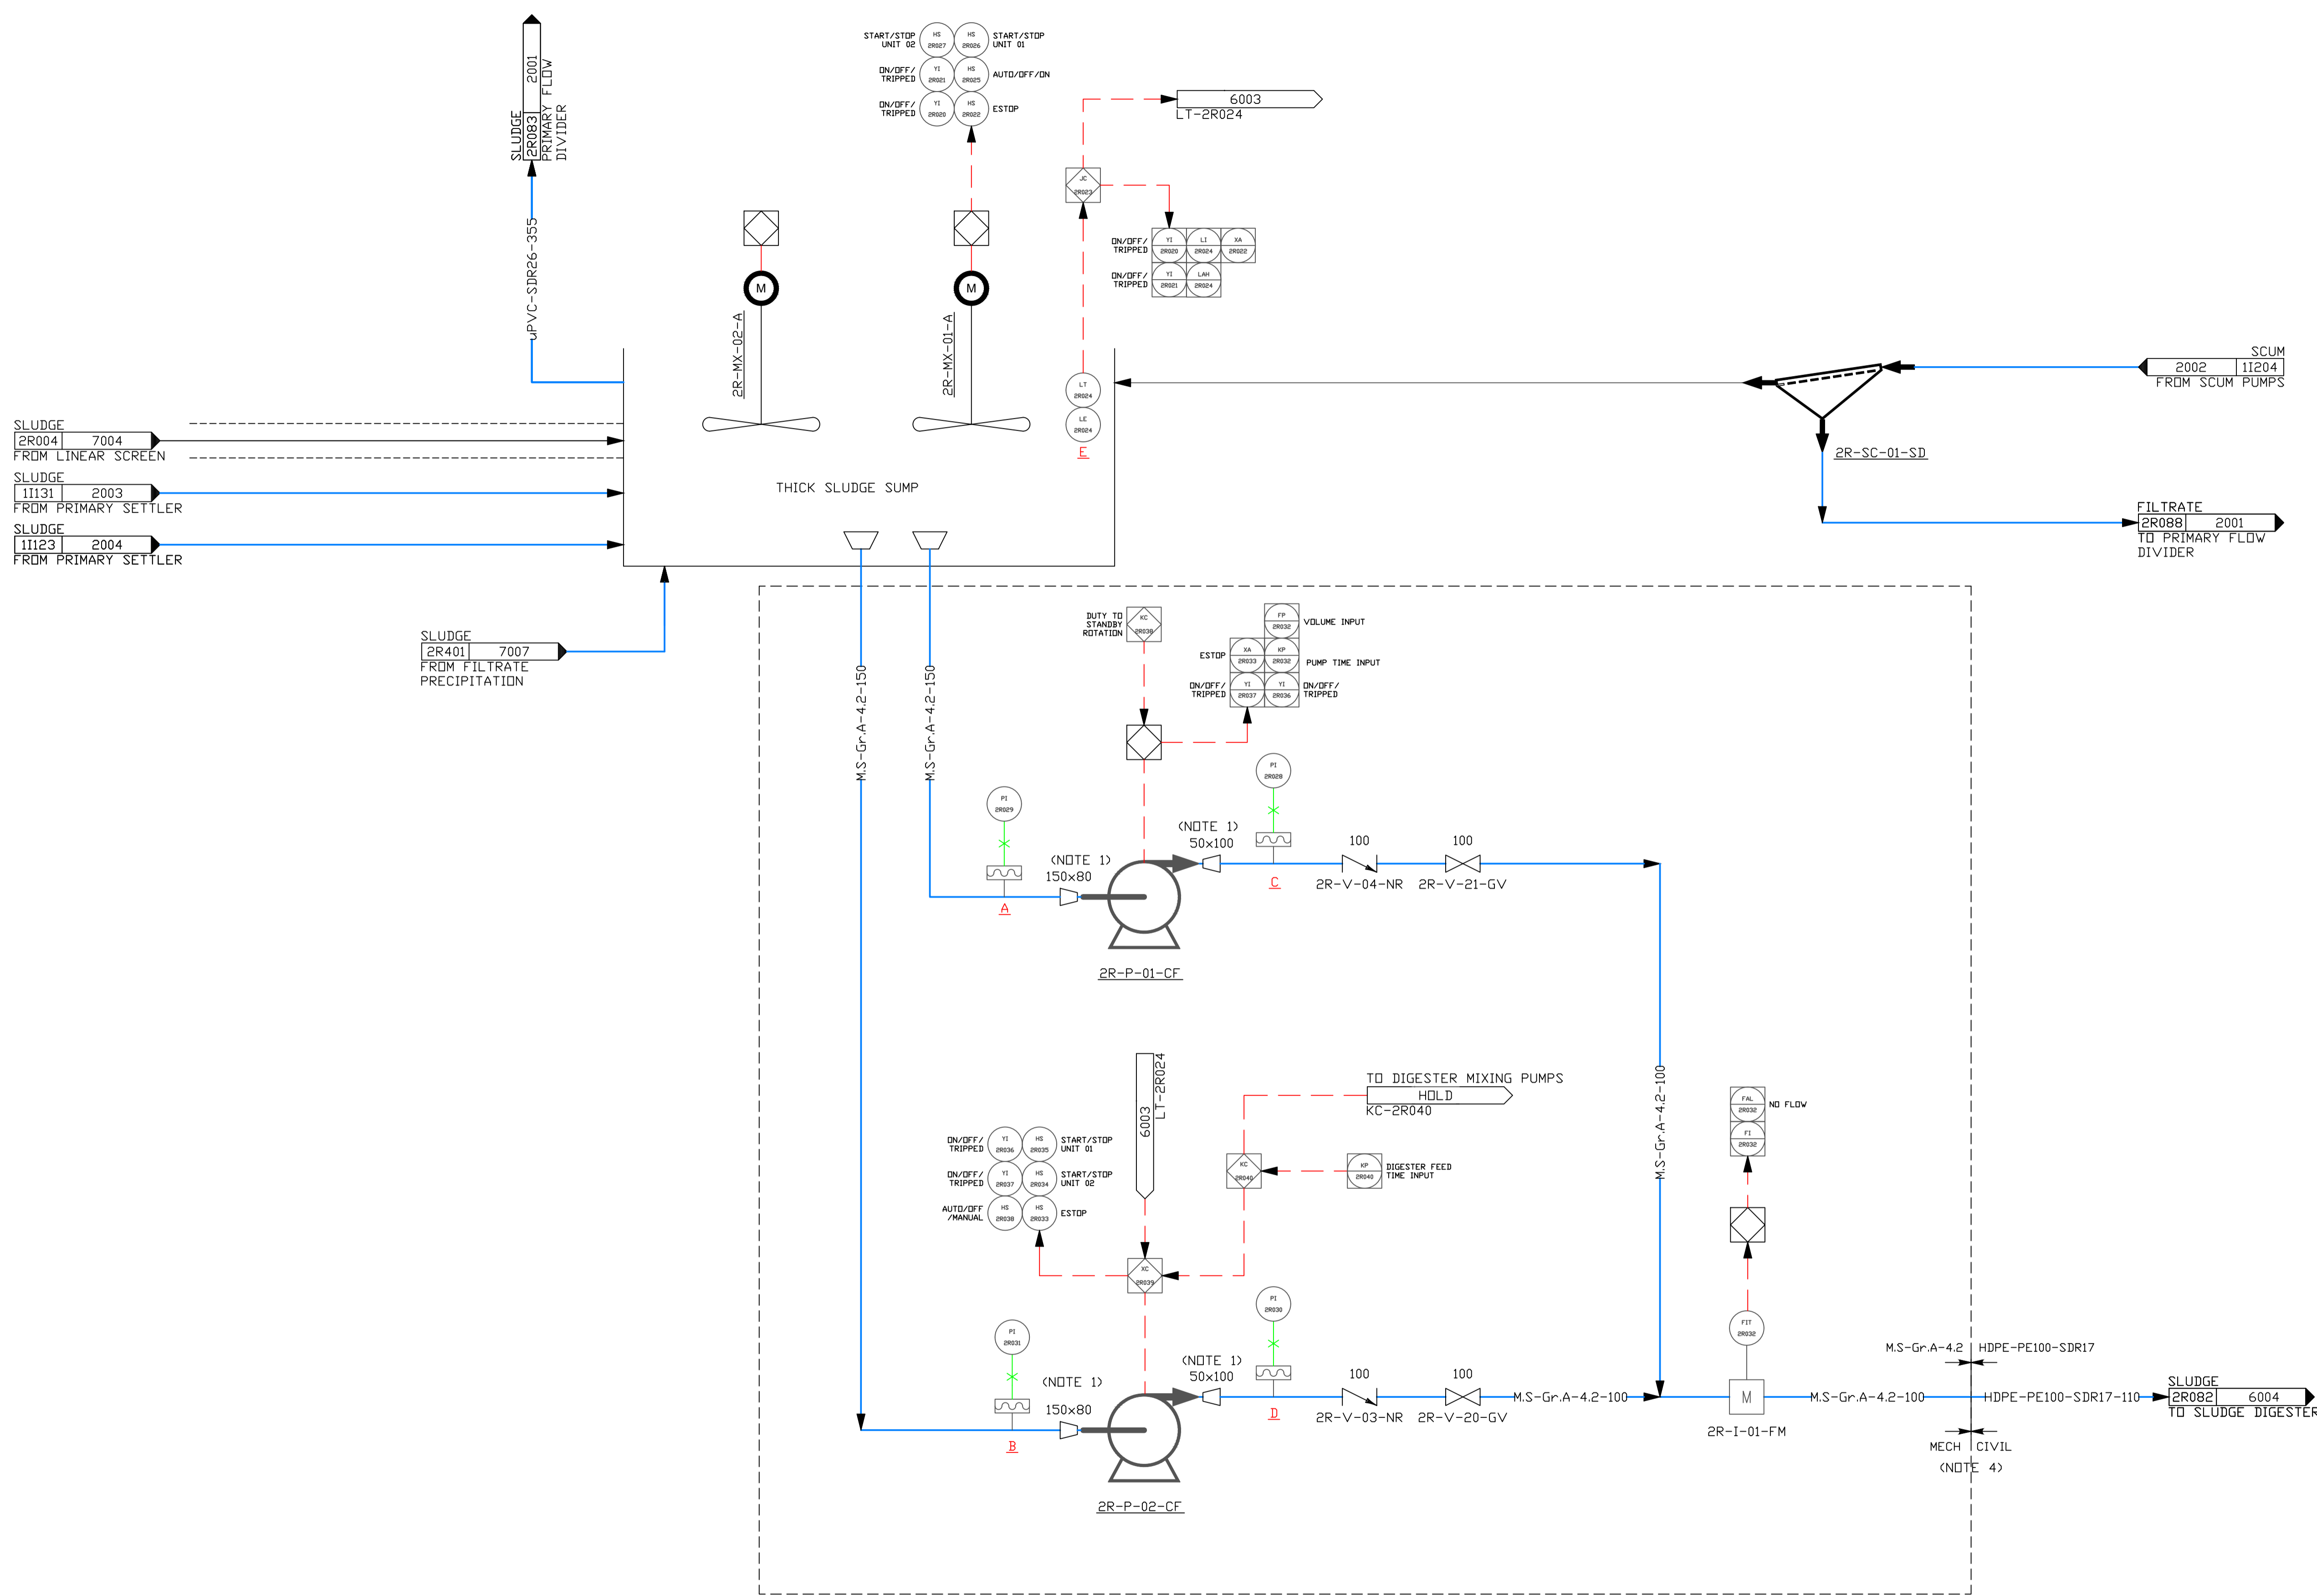 SLUDGE
2R083 2001
PRIMARY FLOW
DIVIDER
uPVC-SDR26-355
START/STOP
UNIT 02
HS
2R027
HS
2R026
START/STOP
UNIT 01
ON/OFF/
TRIPPED
YI
2R021
HS
2R025
AUTO/OFF/ON
ON/OFF/
TRIPPED
YI
2R020
HS
2R022
ESTOP
6003
LT-2R024
JC
2R023
ON/OFF/
TRIPPED
YI
2R020
LI
2R024
XA
2R022
ON/OFF/
TRIPPED
YI
2R021
LAH
2R024
M
2R-MX-02-A
M
2R-MX-01-A
LT
2R024
LE
2R024
E
SCUM
2002 1I204
FROM SCUM PUMPS
2R-SC-01-SD
FILTRATE
2R088 2001
TO PRIMARY FLOW
DIVIDER
SLUDGE
2R004 7004
FROM LINEAR SCREEN
SLUDGE
1I131 2003
FROM PRIMARY SETTLER
SLUDGE
1I123 2004
FROM PRIMARY SETTLER
THICK SLUDGE SUMP
SLUDGE
2R401 7007
FROM FILTRATE
PRECIPITATION
M.S-Gr.A-4.2-150
M.S-Gr.A-4.2-150
DUTY TO
STANDBY
ROTATION
KC
2R038
FP
2R032
VOLUME INPUT
ESTOP
XA
2R033
KP
2R032
PUMP TIME INPUT
ON/OFF/
TRIPPED
YI
2R037
YI
2R036
ON/OFF/
TRIPPED
PI
2R029
A
(NOTE 1)
150x80
2R-P-01-CF
(NOTE 1)
50x100
PI
2R028
C
100
2R-V-04-NR
100
2R-V-21-GV
M.S-Gr.A-4.2-100
6003
LT-2R024
TO DIGESTER MIXING PUMPS
HOLD
KC-2R040
ON/OFF/
TRIPPED
YI
2R036
HS
2R035
START/STOP
UNIT 01
ON/OFF/
TRIPPED
YI
2R037
HS
2R034
START/STOP
UNIT 02
AUTO/OFF
/MANUAL
HS
2R038
HS
2R033
ESTOP
KC
2R040
KP
2R040
DIGESTER FEED
TIME INPUT
XC
2R039
FAL
2R032
NO FLOW
FI
2R032
FIT
2R032
PI
2R031
B
(NOTE 1)
150x80
2R-P-02-CF
(NOTE 1)
50x100
PI
2R030
D
100
2R-V-03-NR
100
2R-V-20-GV
M.S-Gr.A-4.2-100
M
2R-I-01-FM
M.S-Gr.A-4.2-100
M.S-Gr.A-4.2 HDPE-PE100-SDR17
HDPE-PE100-SDR17-110
SLUDGE
2R082 6004
TO SLUDGE DIGESTER
MECH CIVIL
(NOTE 4)